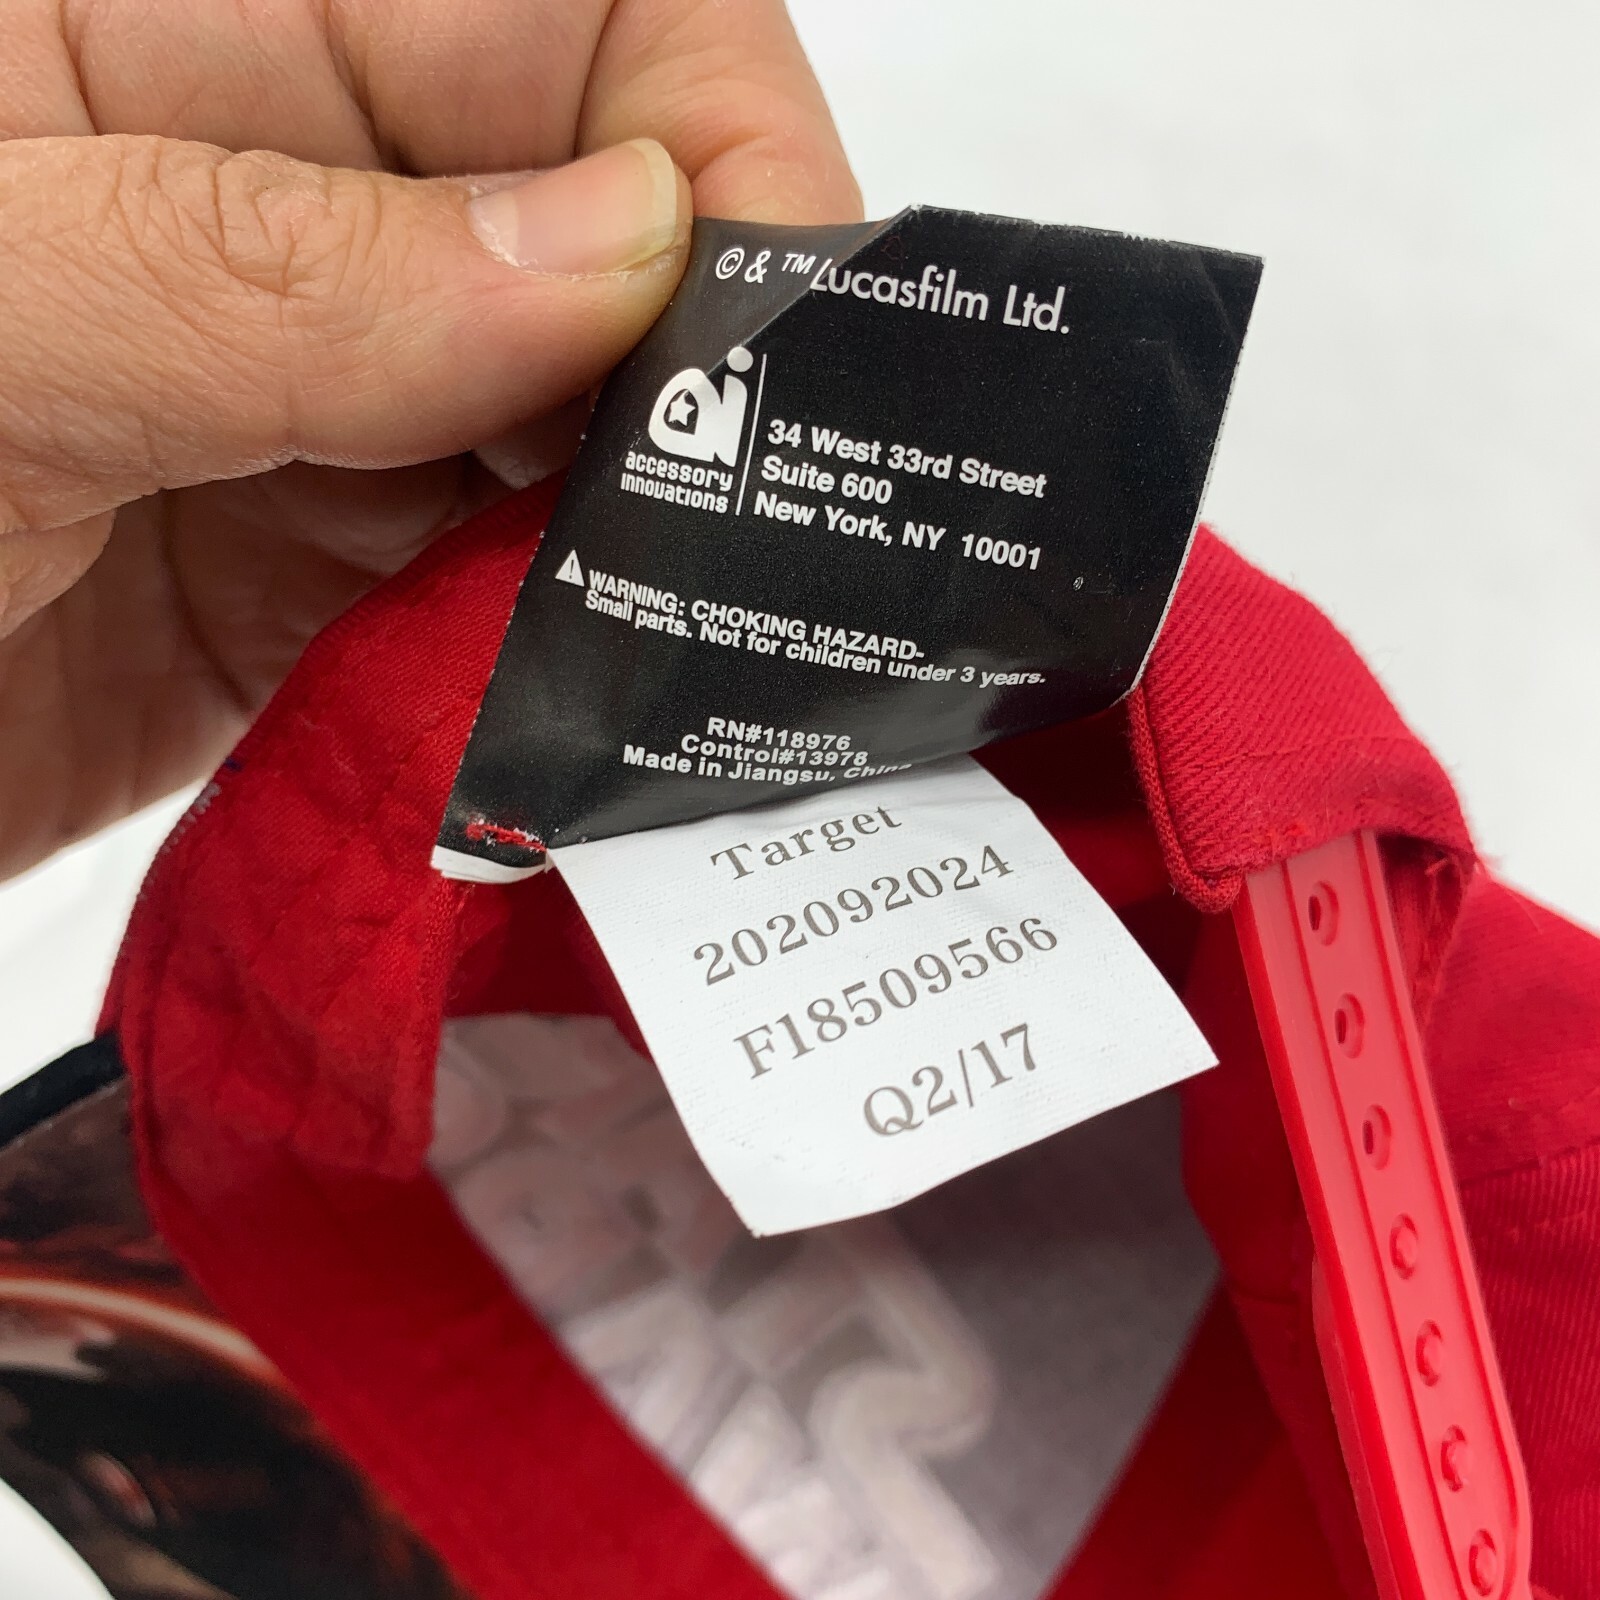 © & ™ Lucasfilm Ltd.
ai
accessory
innovations
34 West 33rd Street
Suite 600
New York, NY 10001
WARNING: CHOKING HAZARD-
Small parts. Not for children under 3 years.
RN#118976
Control#13978
Made in Jiangsu, China
Target
202092024
F18509566
Q2/17